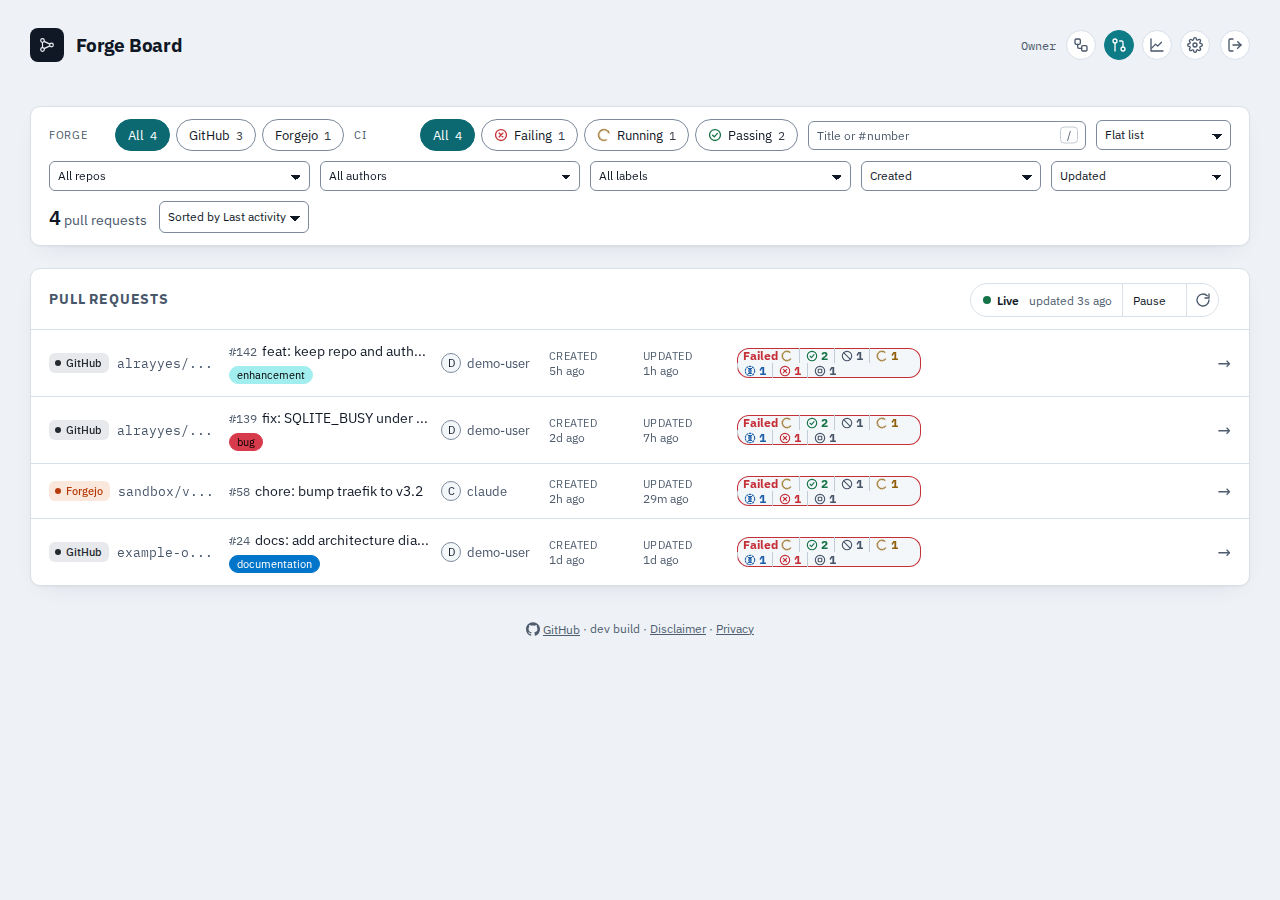 Forge Board
Owner
FORGE All 4 GitHub 3 Forgejo 1 CI All 4 Failing 1 Running 1 Passing 2 Title or #number / Flat list
All repos All authors All labels Created Updated
4 pull requests Sorted by Last activity
PULL REQUESTS
Live updated 3s ago Pause
GitHub alrayyes/... #142 feat: keep repo and auth... D demo-user CREATED UPDATED Failed 2 1 1
enhancement 5h ago 1h ago 1 1 1 →
GitHub alrayyes/... #139 fix: SQLITE_BUSY under ... D demo-user CREATED UPDATED Failed 2 1 1
bug 2d ago 7h ago 1 1 1 →
Forgejo sandbox/v... #58 chore: bump traefik to v3.2 C claude CREATED UPDATED Failed 2 1 1
2h ago 29m ago 1 1 1 →
GitHub example-o... #24 docs: add architecture dia... D demo-user CREATED UPDATED Failed 2 1 1
documentation 1d ago 1d ago 1 1 1 →
GitHub · dev build · Disclaimer · Privacy